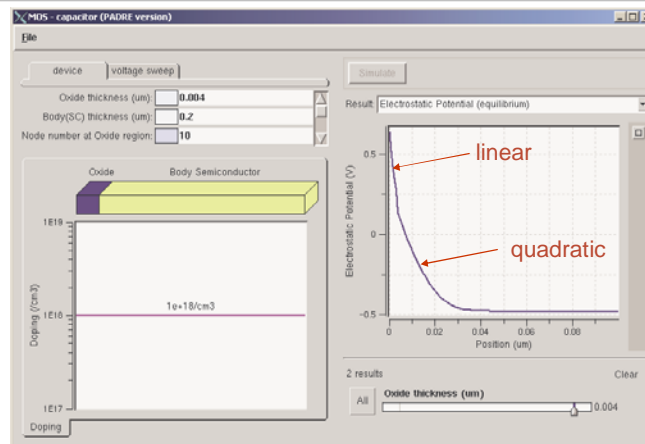 MOS - capacitor (PADRE version)
File
device
voltage sweep
Oxide thickness (um): 0.004
Body(SC) thickness (um): 0.2
Node number at Oxide region: 10
Oxide
Body Semiconductor
1E19
1E18
1E17
Doping (/cm3)
1e+18/cm3
Doping
Simulate
Result: Electrostatic Potential (equilibrium)
Electrostatic Potential (V)
0.5
0
-0.5
linear
quadratic
0
0.02
0.04
0.06
0.08
Position (um)
2 results
Clear
All
Oxide thickness (um)
0.004